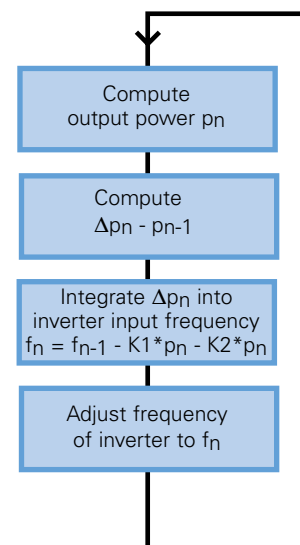 Compute
output power pn
Compute
Δpn - pn-1
Integrate Δpn into
inverter input frequency
fn = fn-1 - K1*pn - K2*pn
Adjust frequency
of inverter to fn